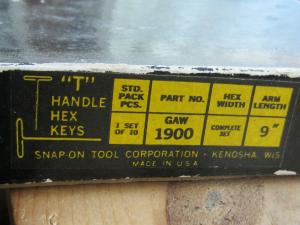 "T"
HANDLE
HEX
KEYS
STD. PACK PCS.
PART NO.
HEX WIDTH
ARM LENGTH
1 SET OF 10
GAW 1900
COMPLETE SET
9"
SNAP-ON TOOL CORPORATION - KENOSHA, WIS
MADE IN U.S.A